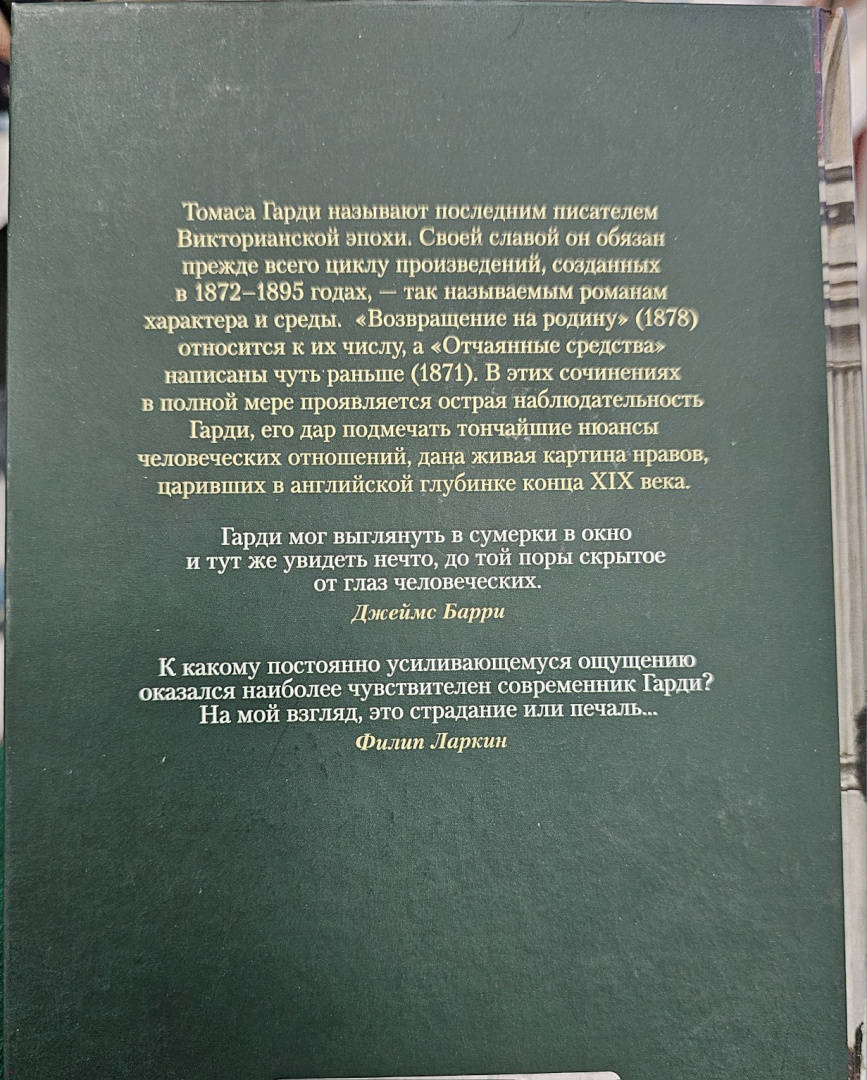 Томаса Гарди называют последним писателем
Викторианской эпохи. Своей славой он обязан
прежде всего циклу произведений, созданных
в 1872–1895 годах, — так называемым романам
характера и среды. «Возвращение на родину» (1878)
относится к их числу, а «Отчаянные средства»
написаны чуть раньше (1871). В этих сочинениях
в полной мере проявляется острая наблюдательность
Гарди, его дар подмечать тончайшие нюансы
человеческих отношений, дана живая картина нравов,
царивших в английской глубинке конца XIX века.
Гарди мог выглянуть в сумерки в окно
и тут же увидеть нечто, до той поры скрытое
от глаз человеческих.
Джеймс Барри
К какому постоянно усиливающемуся ощущению
оказался наиболее чувствителен современник Гарди?
На мой взгляд, это страдание или печаль...
Филип Ларкин